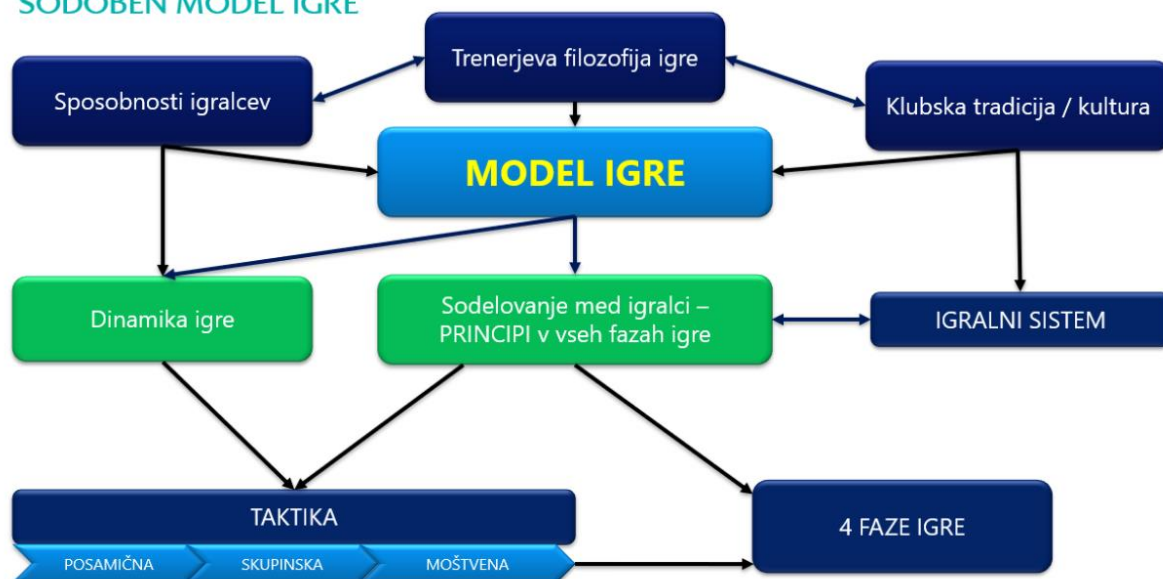 SODOBEN MODEL IGRE
Trenerjeva filozofija igre
Sposobnosti igralcev
Klubska tradicija / kultura
MODEL IGRE
Dinamika igre
Sodelovanje med igralci –
PRINCIPI v vseh fazah igre
IGRALNI SISTEM
TAKTIKA
4 FAZE IGRE
POSAMIČNA
SKUPINSKA
MOŠTVENA